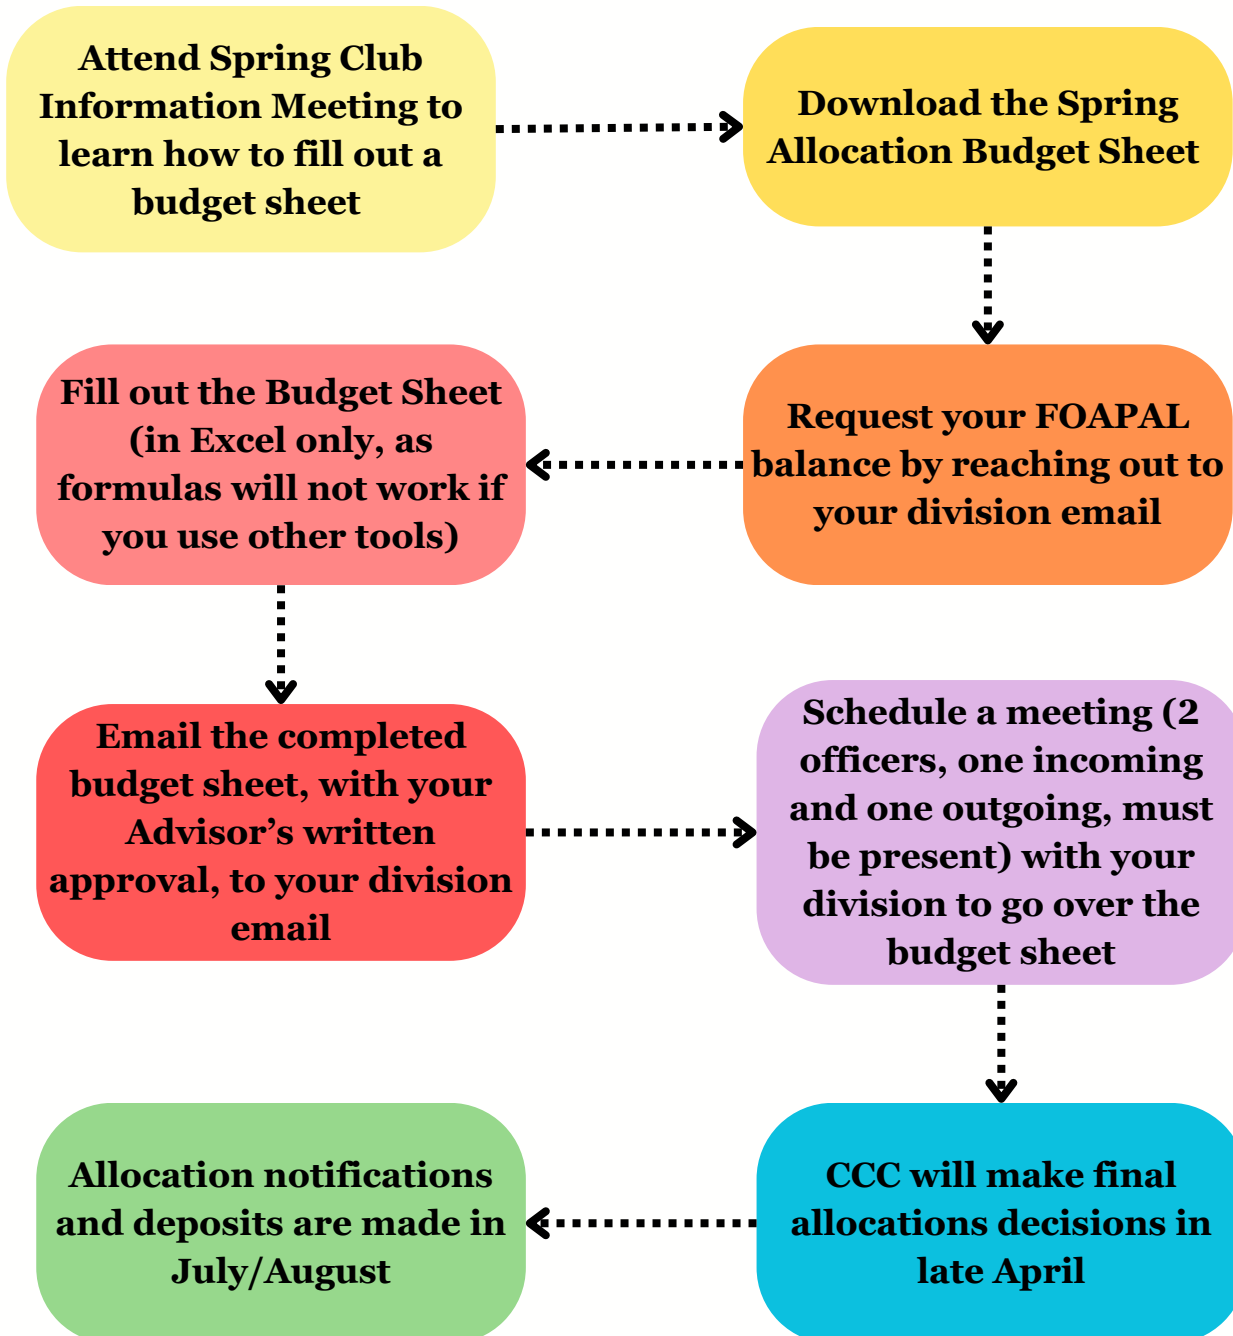 Attend Spring Club
Information Meeting to
learn how to fill out a
budget sheet
Download the Spring
Allocation Budget Sheet
Request your FOAPAL
balance by reaching out to
your division email
Fill out the Budget Sheet
(in Excel only, as
formulas will not work if
you use other tools)
Email the completed
budget sheet, with your
Advisor’s written
approval, to your division
email
Schedule a meeting (2
officers, one incoming
and one outgoing, must
be present) with your
division to go over the
budget sheet
CCC will make final
allocations decisions in
late April
Allocation notifications
and deposits are made in
July/August